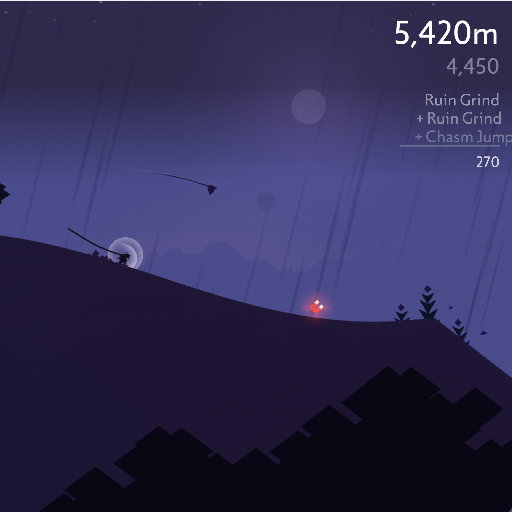 5,420m
4,450
Ruin Grind
+ Ruin Grind
+ Chasm Jump
270